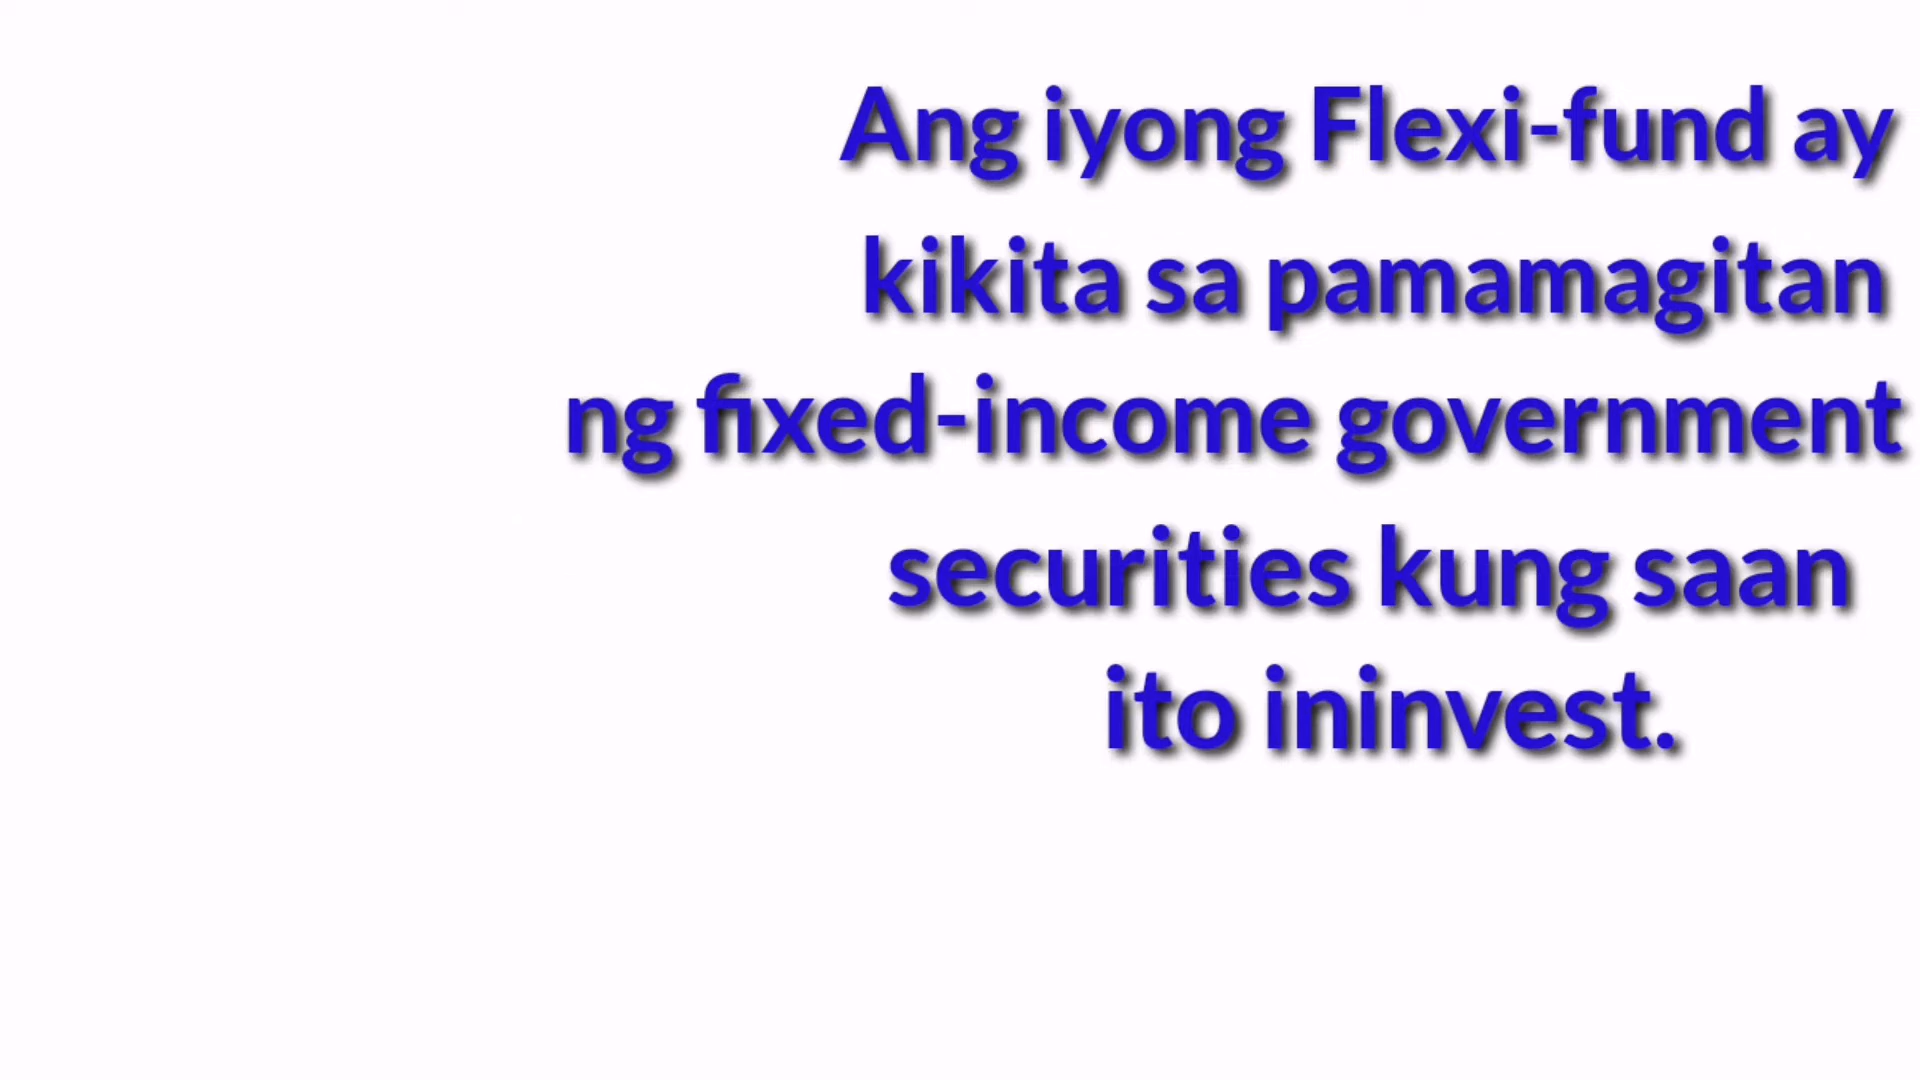 Ang iyong Flexi-fund ay
kikita sa pamamagitan
ng fixed-income government
securities kung saan
ito ininvest.